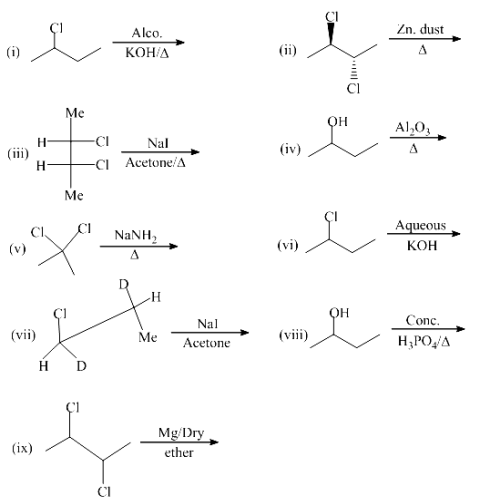 (i) Cl Alco. KOH/Δ
(ii) Cl Cl Zn. dust Δ
(iii) Me H Cl H Cl Me NaI Acetone/Δ
(iv) OH Al₂O₃ Δ
(v) Cl Cl NaNH₂ Δ
(vi) Cl Aqueous KOH
(vii) Cl H D D H Me NaI Acetone
(viii) OH Conc. H₃PO₄/Δ
(ix) Cl Cl Mg/Dry ether